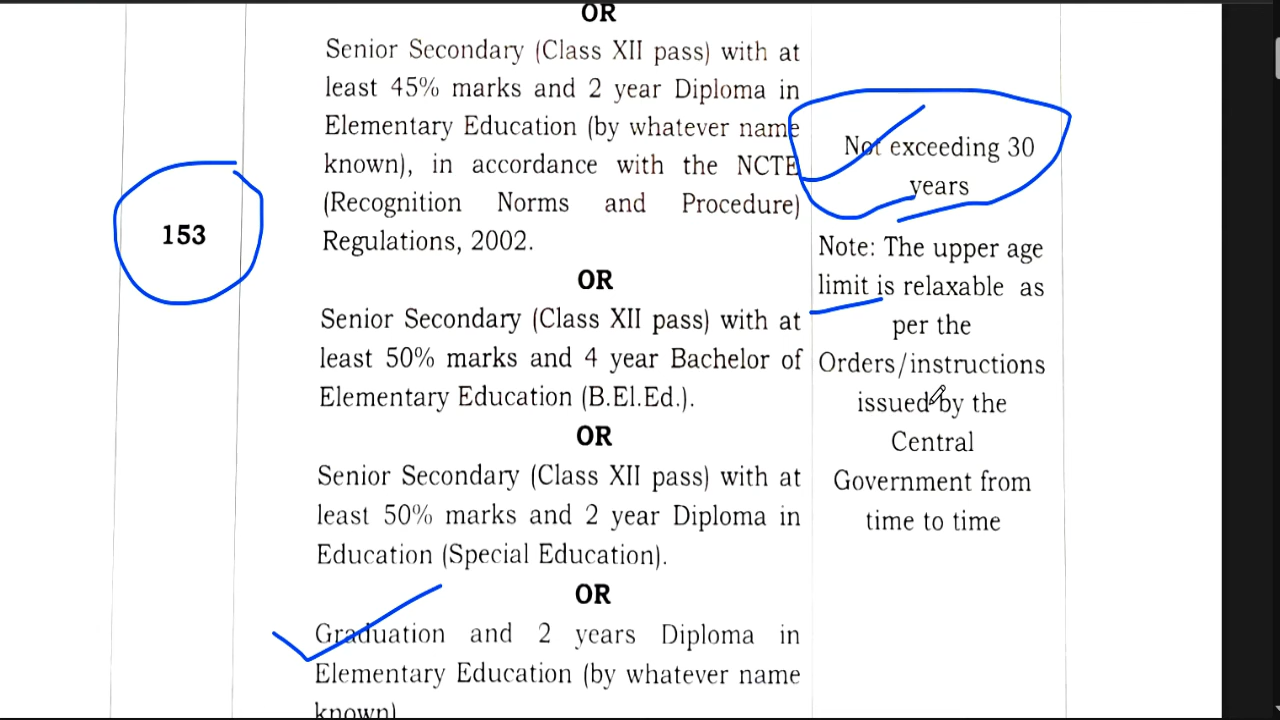 153
OR
Senior Secondary (Class XII pass) with at
least 45% marks and 2 year Diploma in
Elementary Education (by whatever name
known), in accordance with the NCTE
(Recognition Norms and Procedure)
Regulations, 2002.
OR
Senior Secondary (Class XII pass) with at
least 50% marks and 4 year Bachelor of
Elementary Education (B.El.Ed.).
OR
Senior Secondary (Class XII pass) with at
least 50% marks and 2 year Diploma in
Education (Special Education).
OR
Graduation and 2 years Diploma in
Elementary Education (by whatever name
known)
Not exceeding 30
years
Note: The upper age
limit is relaxable as
per the
Orders/instructions
issued by the
Central
Government from
time to time